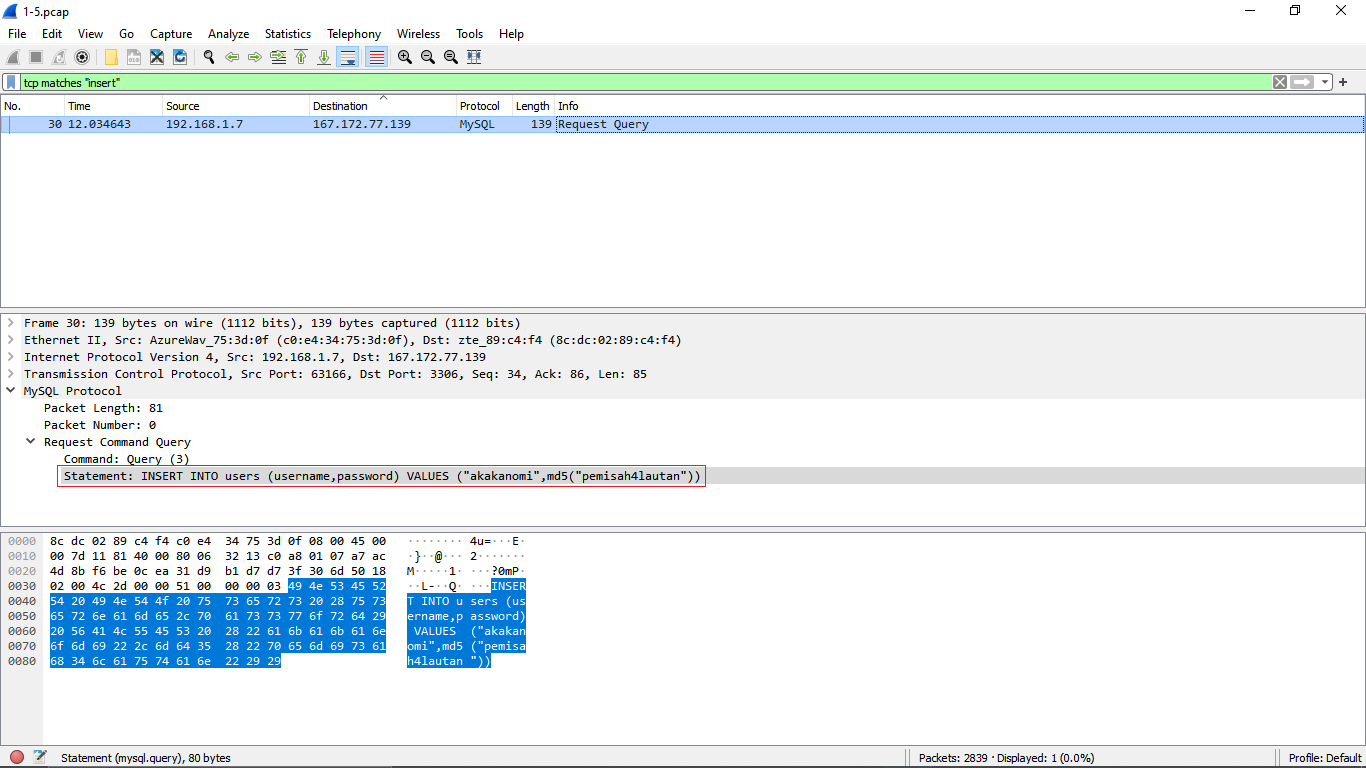 1-5.pcap
File Edit View Go Capture Analyze Statistics Telephony Wireless Tools Help
tcp matches "insert"
No. Time Source Destination Protocol Length Info
30 12.034643 192.168.1.7 167.172.77.139 MySQL 139 Request Query
Frame 30: 139 bytes on wire (1112 bits), 139 bytes captured (1112 bits)
Ethernet II, Src: AzureWav_75:3d:0f (c0:e4:34:75:3d:0f), Dst: zte_89:c4:f4 (8c:dc:02:89:c4:f4)
Internet Protocol Version 4, Src: 192.168.1.7, Dst: 167.172.77.139
Transmission Control Protocol, Src Port: 63166, Dst Port: 3306, Seq: 34, Ack: 86, Len: 85
MySQL Protocol
Packet Length: 81
Packet Number: 0
Request Command Query
Command: Query (3)
Statement: INSERT INTO users (username,password) VALUES ("akakanomi",md5("pemisah4lautan"))
0000 8c dc 02 89 c4 f4 c0 e4 34 75 3d 0f 08 00 45 00 ········ 4u=···E·
0010 00 7d 11 81 40 00 80 06 32 13 c0 a8 01 07 a7 ac ·}··@··· 2·······
0020 4d 8b f6 be 0c ea 31 d9 b1 d7 d7 3f 30 6d 50 18 M·····1· ···?0mP·
0030 02 00 4c 2d 00 00 51 00 00 00 03 49 4e 53 45 52 ··L-··Q· ···INSER
0040 54 20 49 4e 54 4f 20 75 73 65 72 73 20 28 75 73 T INTO u sers (us
0050 65 72 6e 61 6d 65 2c 70 61 73 73 77 6f 72 64 29 ername,p assword)
0060 20 56 41 4c 55 45 53 20 28 22 61 6b 61 6b 61 6e VALUES ("akakan
0070 6f 6d 69 22 2c 6d 64 35 28 22 70 65 6d 69 73 61 omi",md5 ("pemisa
0080 68 34 6c 61 75 74 61 6e 22 29 29 h4lautan "))
Statement (mysql.query), 80 bytes Packets: 2839 · Displayed: 1 (0.0%) Profile: Default